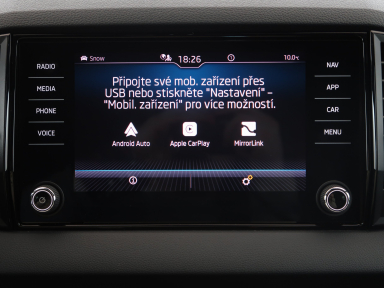 Snow
18:26
10.0°C
RADIO
MEDIA
PHONE
VOICE
Připojte své mob. zařízení přes
USB nebo stiskněte "Nastavení" –
"Mobil. zařízení" pro více možností.
Android Auto
Apple CarPlay
MirrorLink
NAV
APP
CAR
MENU